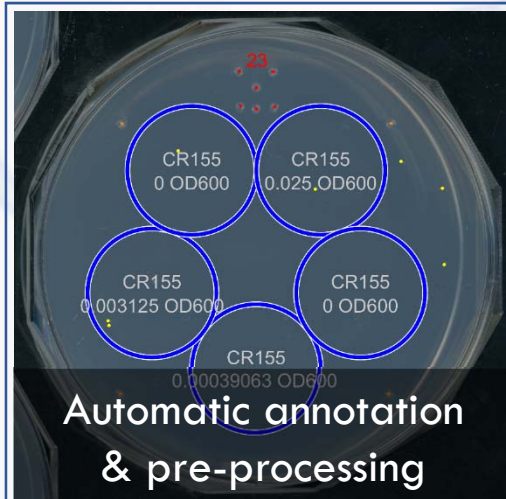 23
CR155
0 OD600
CR155
0.025 OD600
CR155
0.003125 OD600
CR155
0 OD600
CR155
0.00039063 OD600
Automatic annotation
& pre-processing